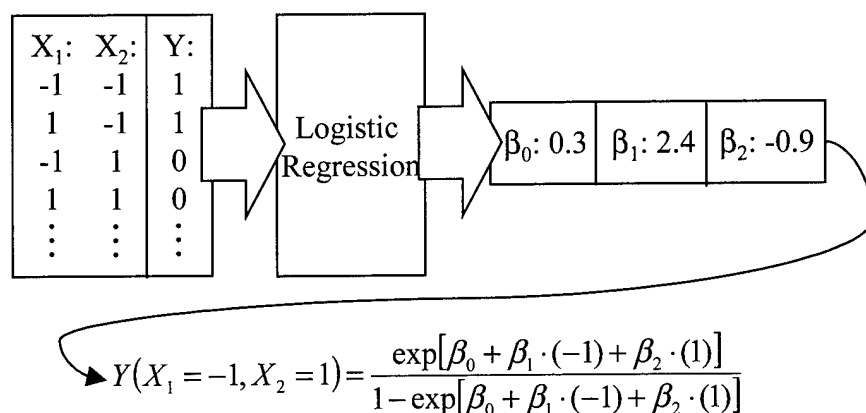 X₁: X₂: Y:
-1 -1 1
1 -1 1
-1 1 0
1 1 0
⋮ ⋮ ⋮
Logistic
Regression
β₀: 0.3 β₁: 2.4 β₂: -0.9
Y(X₁ = -1, X₂ = 1) = exp[β₀ + β₁ · (-1) + β₂ · (1)] / 1 - exp[β₀ + β₁ · (-1) + β₂ · (1)]